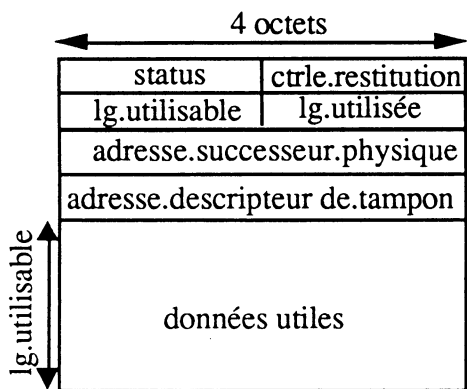 4 octets
status ctrle.restitution
lg.utilisable lg.utilisée
adresse.successeur.physique
adresse.descripteur de.tampon
lg.utilisable
données utiles